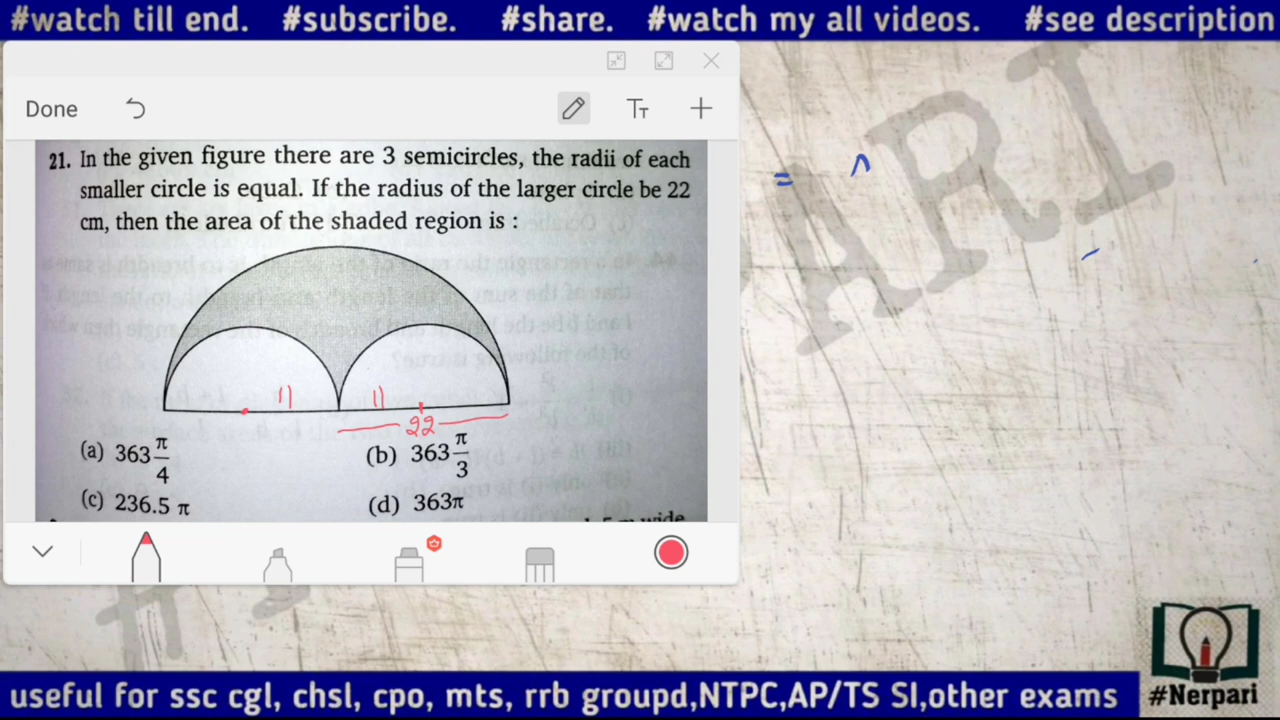 #watch till end. #subscribe. #share. #watch my all videos. #see description
Done
21. In the given figure there are 3 semicircles, the radii of each
smaller circle is equal. If the radius of the larger circle be 22
cm, then the area of the shaded region is :
11 11
22
(a) 363 π/4 (b) 363 π/3
(c) 236.5 π (d) 363π
=
ARI
#Nerpari
useful for ssc cgl, chsl, cpo, mts, rrb groupd,NTPC,AP/TS SI,other exams